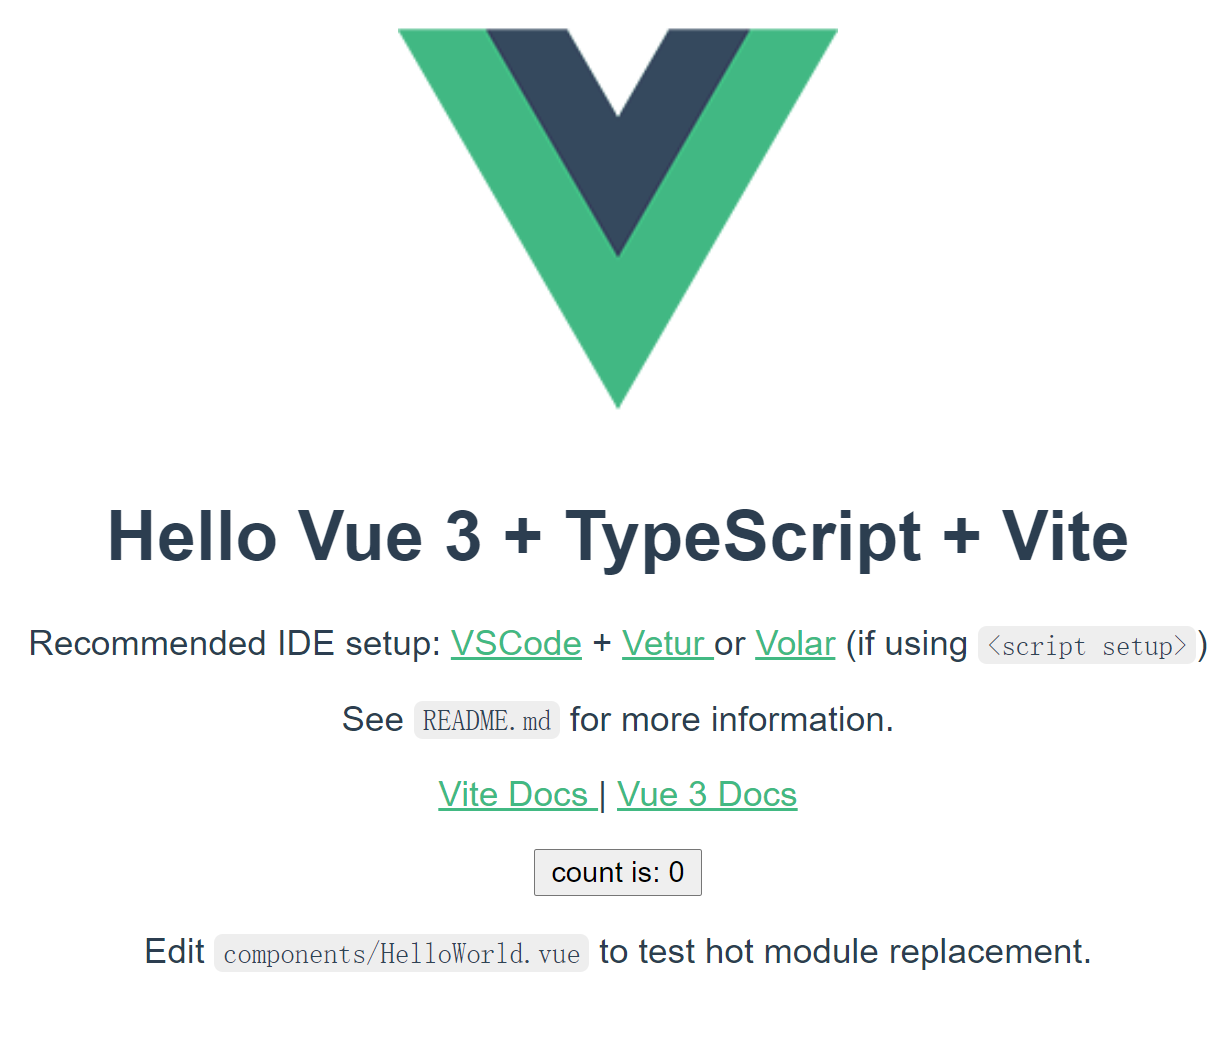 Hello Vue 3 + TypeScript + Vite
Recommended IDE setup: VSCode + Vetur or Volar (if using <script setup>)
See README.md for more information.
Vite Docs | Vue 3 Docs
count is: 0
Edit components/HelloWorld.vue to test hot module replacement.